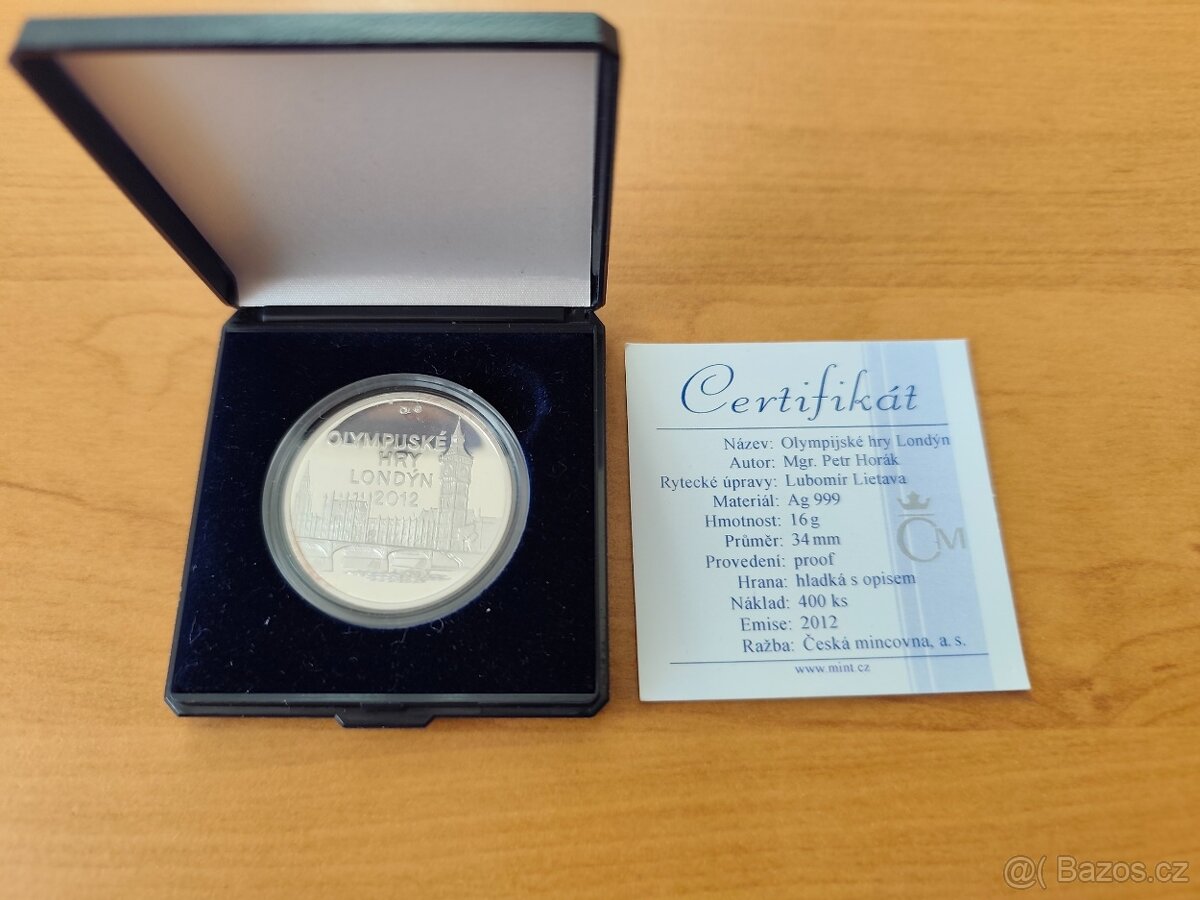 OLYMPIJSKÉ
HRY
LONDÝN
2012
Certifikát
Název: Olympijské hry Londýn
Autor: Mgr. Petr Horák
Rytecké úpravy: Lubomír Lietava
Materiál: Ag 999
Hmotnost: 16 g
Průměr: 34 mm
Provedení: proof
Hrana: hladká s opisem
Náklad: 400 ks
Emise: 2012
Ražba: Česká mincovna, a. s.
www.mint.cz
ČM
@( Bazos.cz